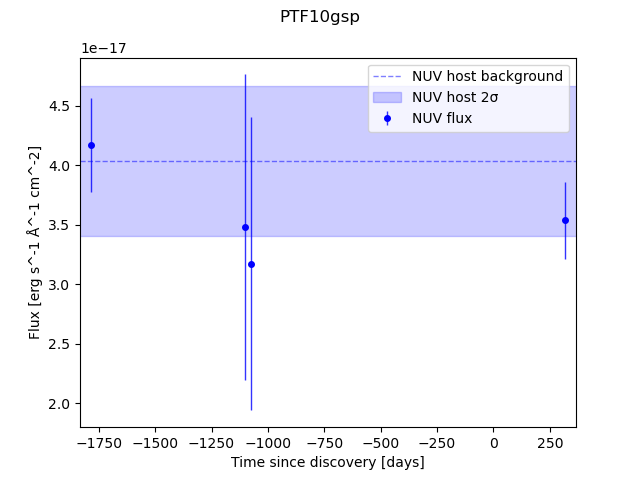 PTF10gsp
1e−17
NUV host background
NUV host 2σ
NUV flux
4.5
4.0
3.5
3.0
2.5
2.0
Flux [erg s^-1 Å^-1 cm^-2]
−1750 −1500 −1250 −1000 −750 −500 −250 0 250
Time since discovery [days]